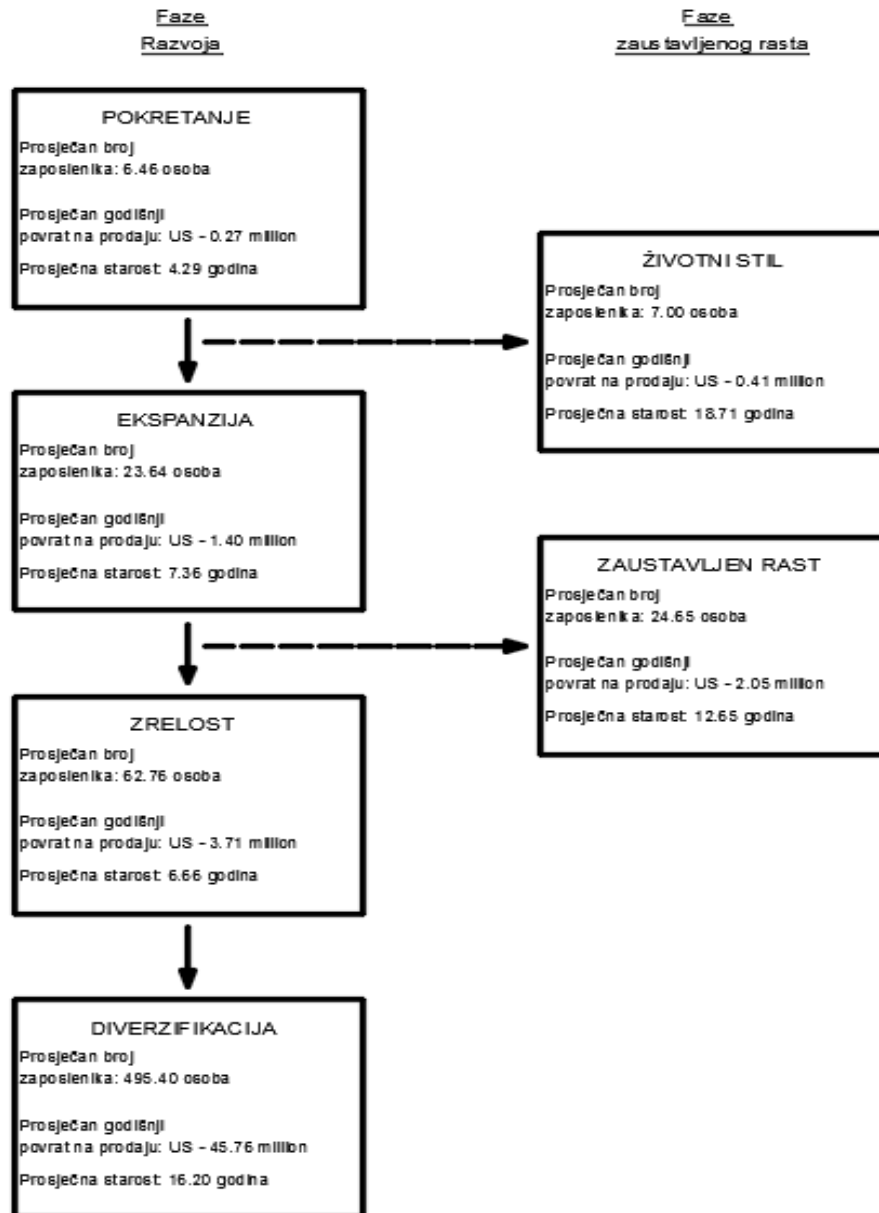 Faze
Razvoja
Faze
zaustavljenog rasta
POKRETANJE
Prosječan broj
zaposlenika: 6.46 osoba
Prosječan godišnji
povrat na prodaju: US - 0.27 million
Prosječna starost: 4.29 godina
ŽIVOTNI STIL
Prosječan broj
zaposlenika: 7.00 osoba
Prosječan godišnji
povrat na prodaju: US - 0.41 million
Prosječna starost: 18.71 godina
EKSPANZIJA
Prosječan broj
zaposlenika: 23.64 osoba
Prosječan godišnji
povrat na prodaju: US - 1.40 million
Prosječna starost: 7.36 godina
ZAUSTAVLJEN RAST
Prosječan broj
zaposlenika: 24.65 osoba
Prosječan godišnji
povrat na prodaju: US - 2.05 million
Prosječna starost: 12.65 godina
ZRELOST
Prosječan broj
zaposlenika: 62.76 osoba
Prosječan godišnji
povrat na prodaju: US - 3.71 million
Prosječna starost: 6.66 godina
DIVERZIFIKACIJA
Prosječan broj
zaposlenika: 495.40 osoba
Prosječan godišnji
povrat na prodaju: US - 45.76 million
Prosječna starost: 16.20 godina